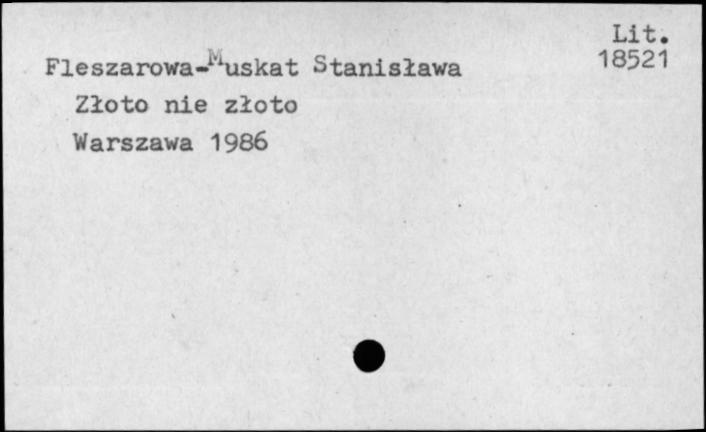 Lit.
18521
Fleszarowa-Muskat Stanisława
Złoto nie złoto
Warszawa 1986